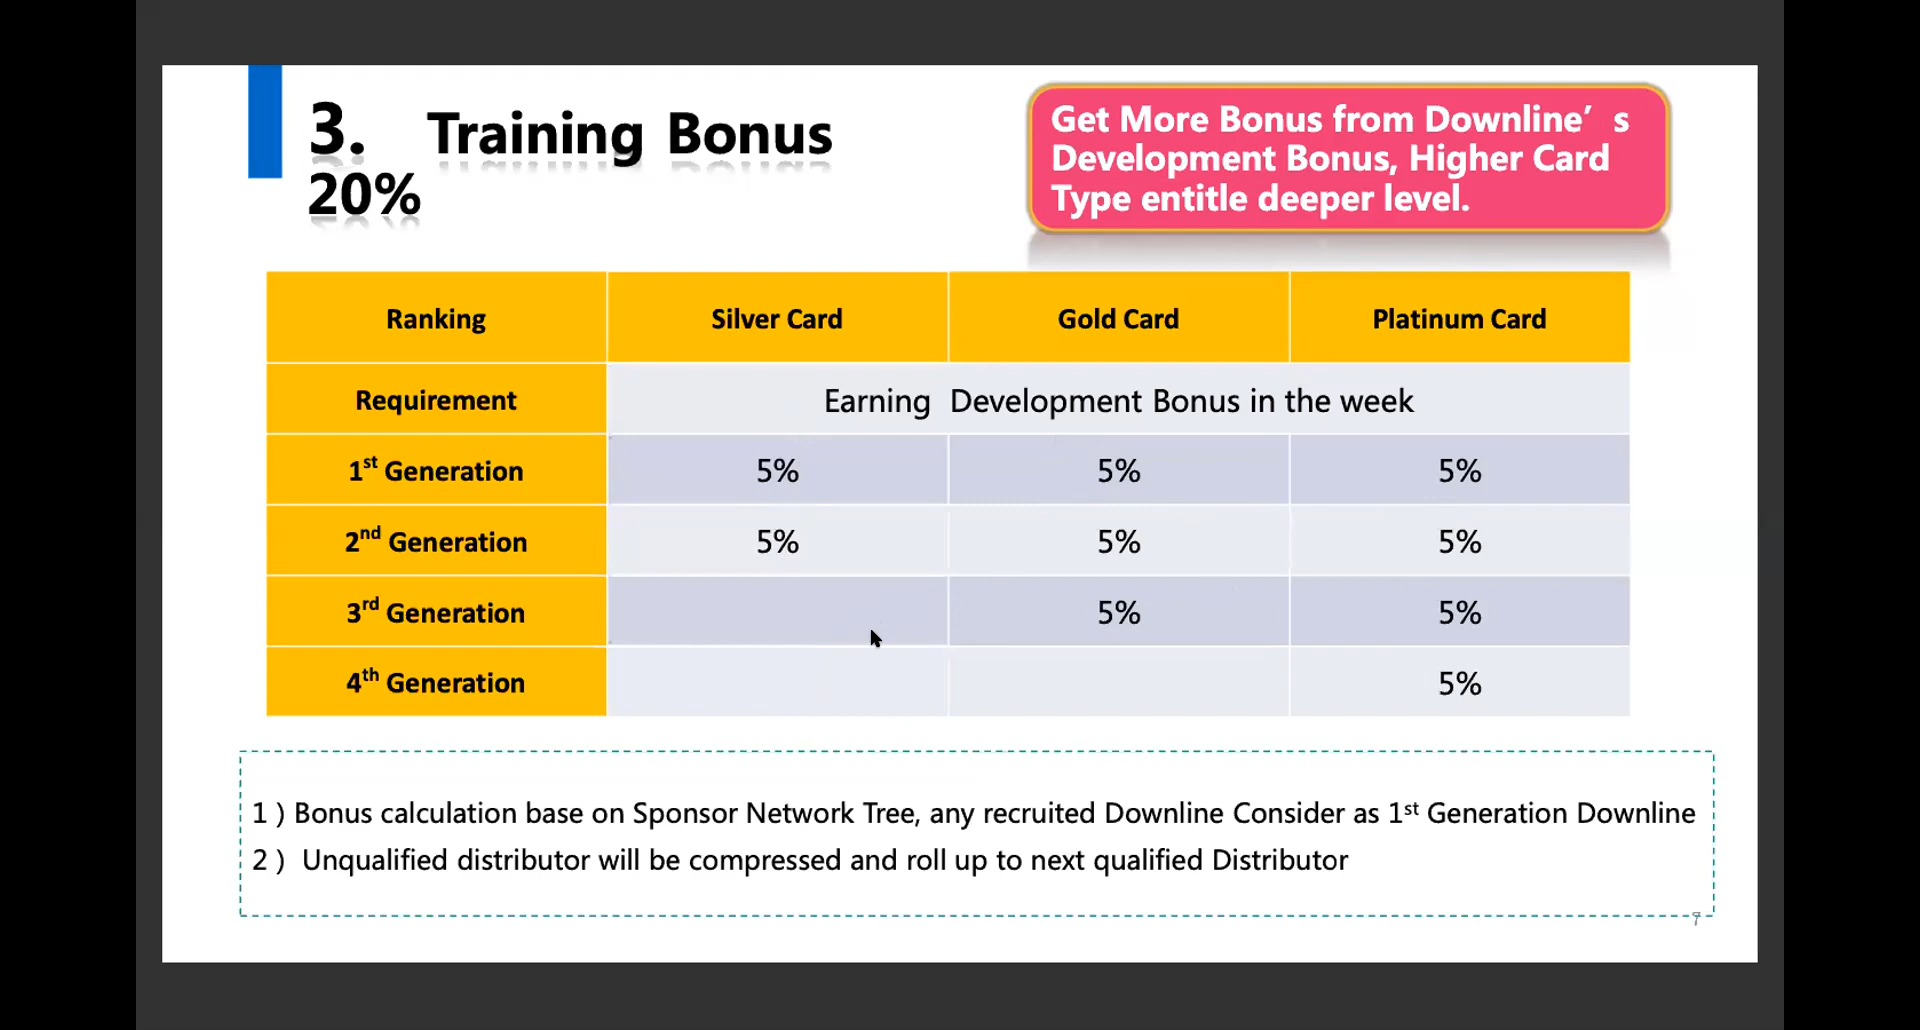 3. Training Bonus
20%
Get More Bonus from Downline’ s
Development Bonus, Higher Card
Type entitle deeper level.
Ranking Silver Card Gold Card Platinum Card
Requirement Earning Development Bonus in the week
1st Generation 5% 5% 5%
2nd Generation 5% 5% 5%
3rd Generation 5% 5%
4th Generation 5%
1 ) Bonus calculation base on Sponsor Network Tree, any recruited Downline Consider as 1st Generation Downline
2 ) Unqualified distributor will be compressed and roll up to next qualified Distributor
7